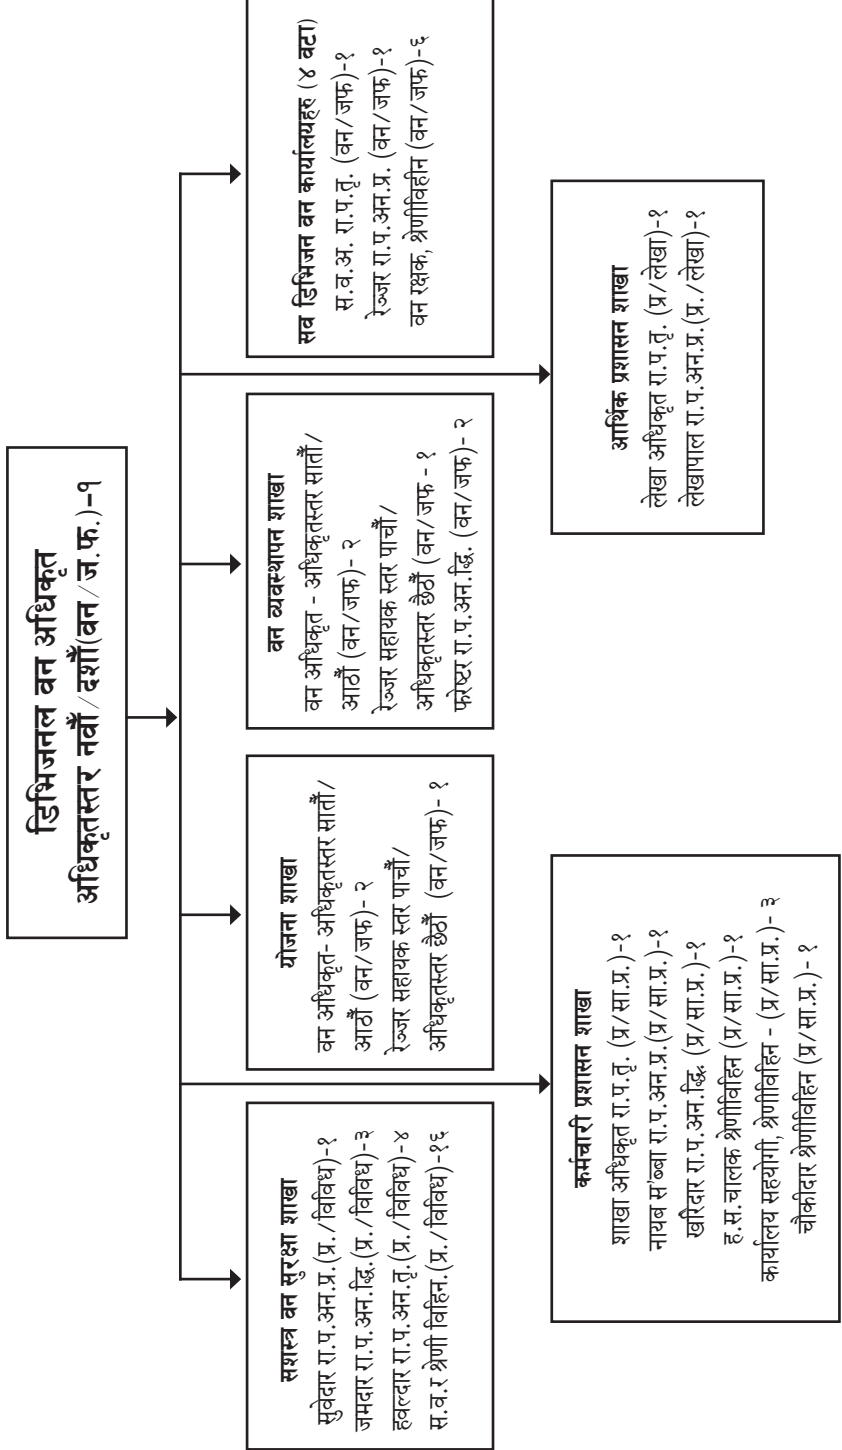 डिभिजनल वन अधिकृत
अधिकृतस्तर नवौं/दशौं(वन/ज.फ.)–१
सशस्त्र वन सुरक्षा शाखा
सुवेदार रा.प.अन.प्र.(प्र./विविध)-१
जमदार रा.प.अन.द्धि.(प्र./विविध)-३
हवल्दार रा.प.अन.तृ.(प्र./विविध)-४
स.व.र श्रेणी विहिन.(प्र./विविध)-१६
योजना शाखा
वन अधिकृत- अधिकृतस्तर सातौं/
आठौं (वन/जफ)- २
रेञ्जर सहायक स्तर पाचौं/
अधिकृतस्तर छैठौं (वन/जफ)- १
वन व्यवस्थापन शाखा
वन अधिकृत - अधिकृतस्तर सातौं/
आठौं (वन/जफ)- २
रेञ्जर सहायक स्तर पाचौं/
अधिकृतस्तर छैठौं (वन/जफ - १
फरेष्टर रा.प.अन.द्धि. (वन/जफ)- २
सव डिभिजन वन कार्यालयहरु (४ वटा)
स.व.अ. रा.प.तृ. (वन/जफ)-१
रेञ्जर रा.प.अन.प्र. (वन/जफ)-१
वन रक्षक, श्रेणीविहीन (वन/जफ)-६
कर्मचारी प्रशासन शाखा
शाखा अधिकृत रा.प.तृ. (प्र/सा.प्र.)-१
नायब स'ब्बा रा.प.अन.प्र.(प्र/सा.प्र.)-१
खरिदार रा.प.अन.द्धि. (प्र/सा.प्र.)-१
ह.स.चालक श्रेणीविहिन (प्र/सा.प्र.)-१
कार्यालय सहयोगी, श्रेणीविहिन - (प्र/सा.प्र.)- ३
चौकीदार श्रेणीविहिन (प्र/सा.प्र.)- १
आर्थिक प्रशासन शाखा
लेखा अधिकृत रा.प.तृ. (प्र/लेखा)-१
लेखापाल रा.प.अन.प्र.(प्र./लेखा)-१